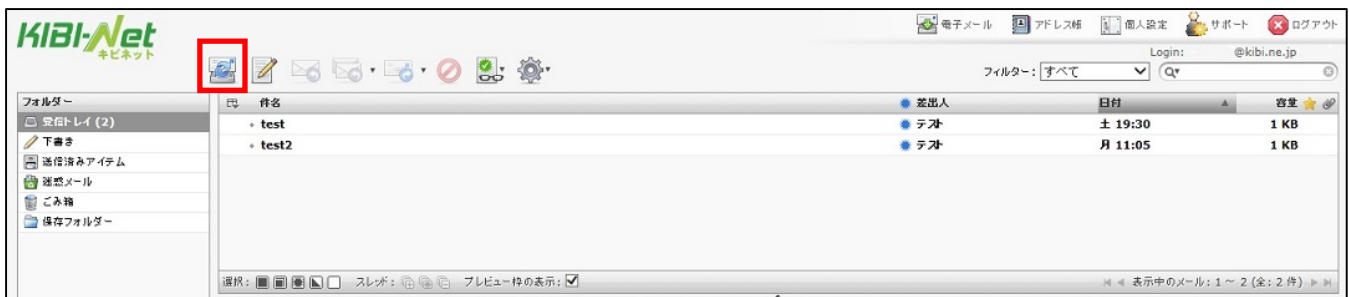 KIBI-Net
キビネット
電子メール アドレス帳 個人設定 サポート ログアウト
Login: @kibi.ne.jp
フィルター: すべて
フォルダー
受信トレイ (2)
下書き
送信済みアイテム
迷惑メール
ごみ箱
保存フォルダー
件名 差出人 日付 容量
test テスト 土 19:30 1 KB
test2 テスト 月 11:05 1 KB
選択: スレッド: プレビュー枠の表示: 表示中のメール: 1 ~ 2 (全: 2 件)